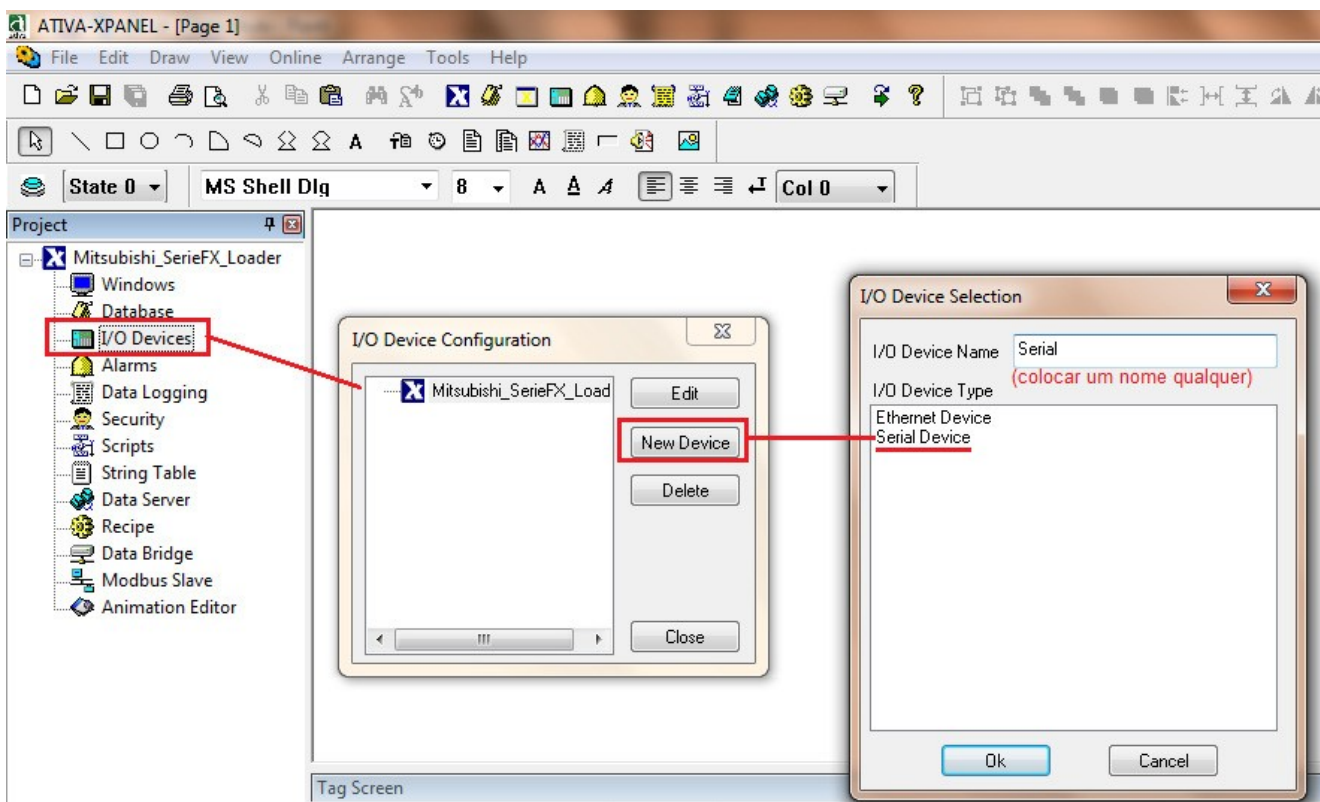 ATIVA-XPANEL - [Page 1]
File Edit Draw View Online Arrange Tools Help
State 0
MS Shell Dlg
8
A A A
Col 0
Project
Mitsubishi_SerieFX_Loader
Windows
Database
I/O Devices
Alarms
Data Logging
Security
Scripts
String Table
Data Server
Recipe
Data Bridge
Modbus Slave
Animation Editor
I/O Device Configuration
Mitsubishi_SerieFX_Load
Edit
New Device
Delete
Close
I/O Device Selection
I/O Device Name Serial
(colocar um nome qualquer)
I/O Device Type
Ethernet Device
Serial Device
Ok Cancel
Tag Screen